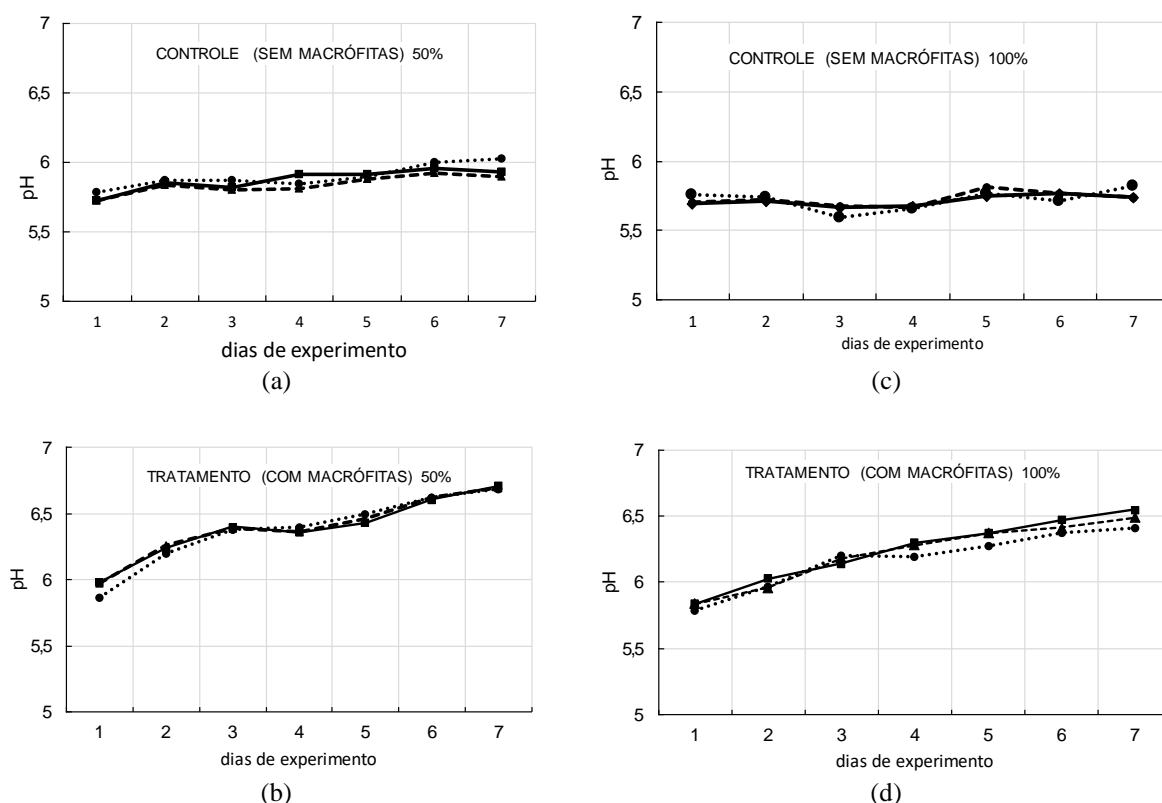 7
CONTROLE (SEM MACRÓFITAS) 50%
6,5
pH
6
5,5
5
1 2 3 4 5 6 7
dias de experimento
(a)
7
CONTROLE (SEM MACRÓFITAS) 100%
6,5
pH
6
5,5
5
1 2 3 4 5 6 7
dias de experimento
(c)
7
TRATAMENTO (COM MACRÓFITAS) 50%
6,5
pH
6
5,5
5
1 2 3 4 5 6 7
dias de experimento
(b)
7
TRATAMENTO (COM MACRÓFITAS) 100%
6,5
pH
6
5,5
5
1 2 3 4 5 6 7
dias de experimento
(d)